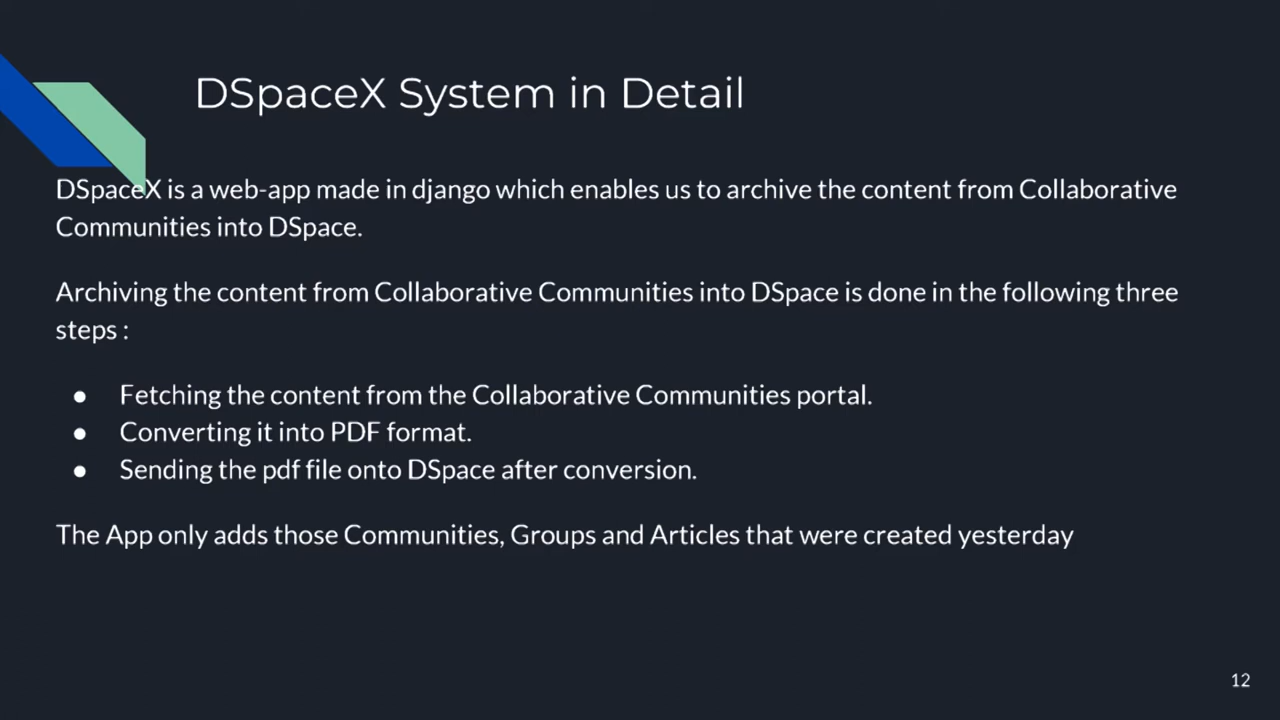 DSpaceX System in Detail
DSpaceX is a web-app made in django which enables us to archive the content from Collaborative
Communities into DSpace.
Archiving the content from Collaborative Communities into DSpace is done in the following three
steps :
● Fetching the content from the Collaborative Communities portal.
● Converting it into PDF format.
● Sending the pdf file onto DSpace after conversion.
The App only adds those Communities, Groups and Articles that were created yesterday
12